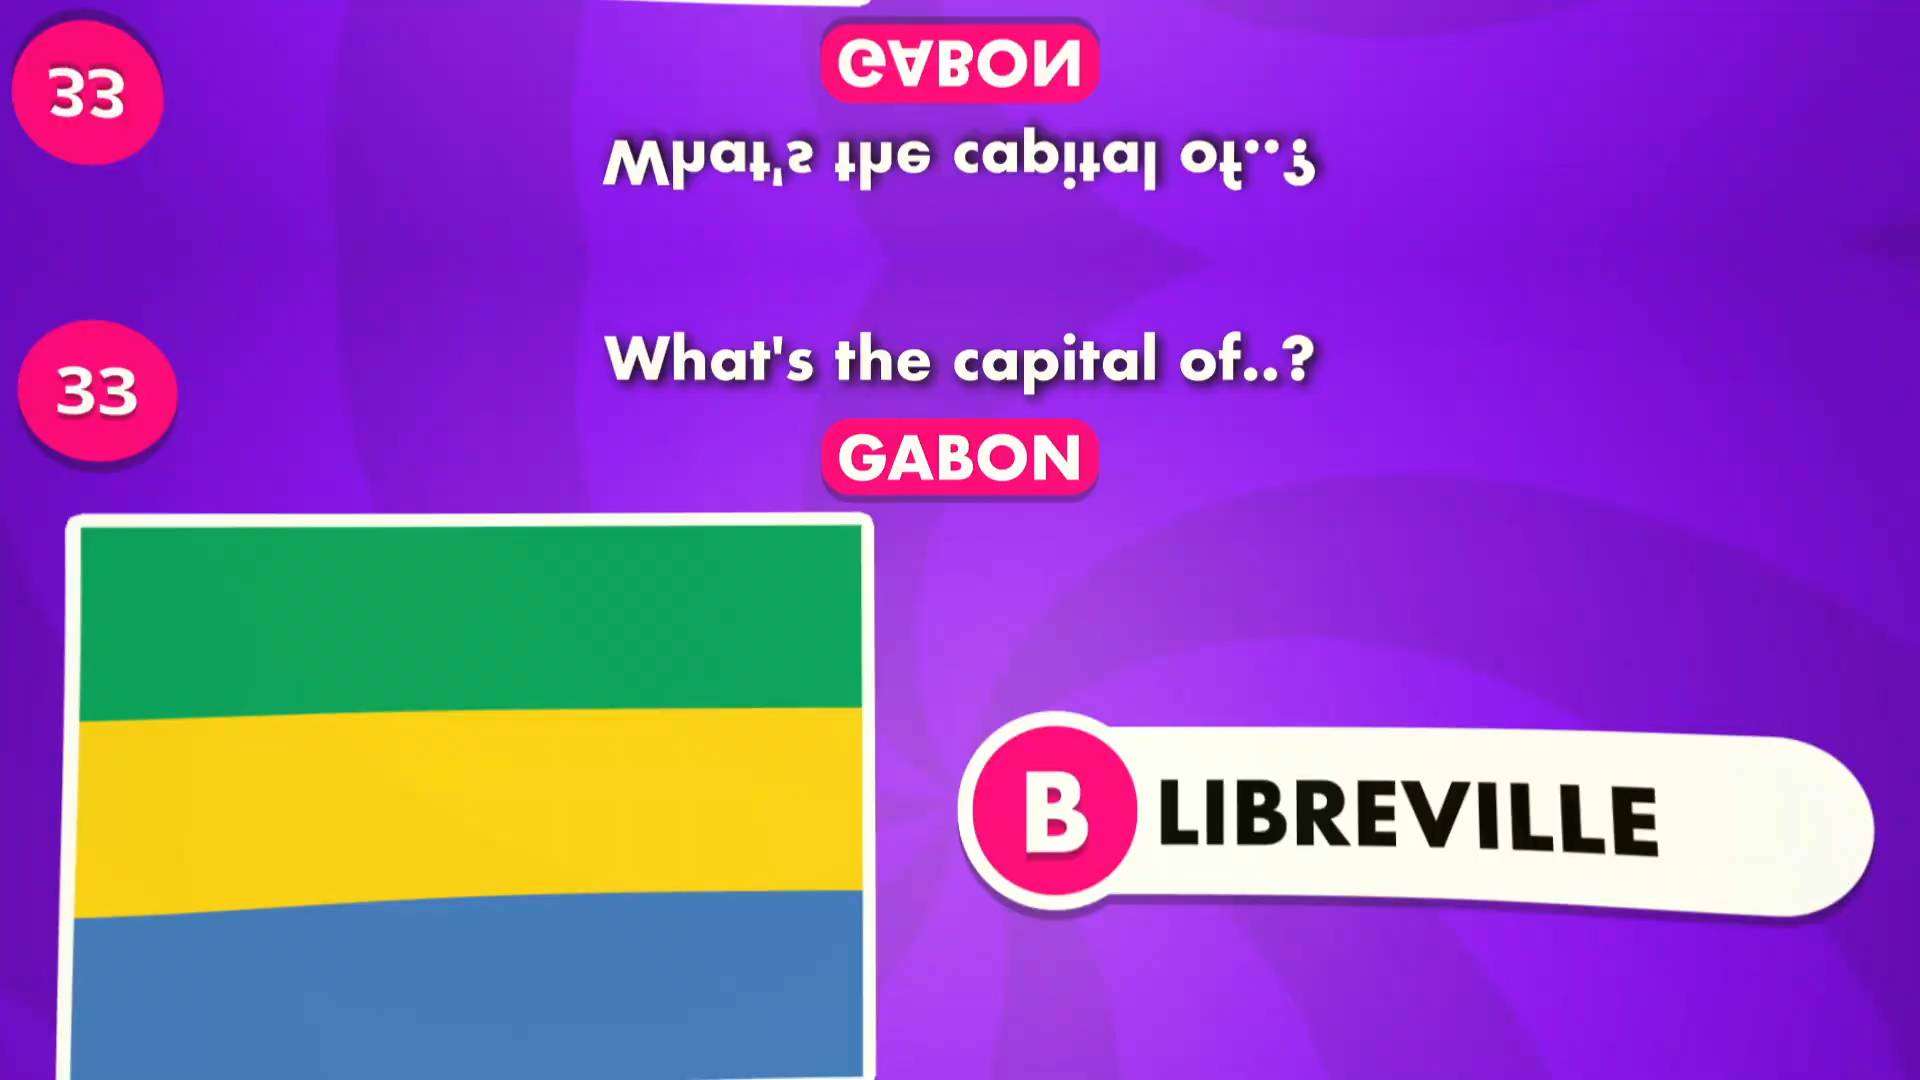 33
GABON
What's the capital of..?
33
What's the capital of..?
GABON
B LIBREVILLE